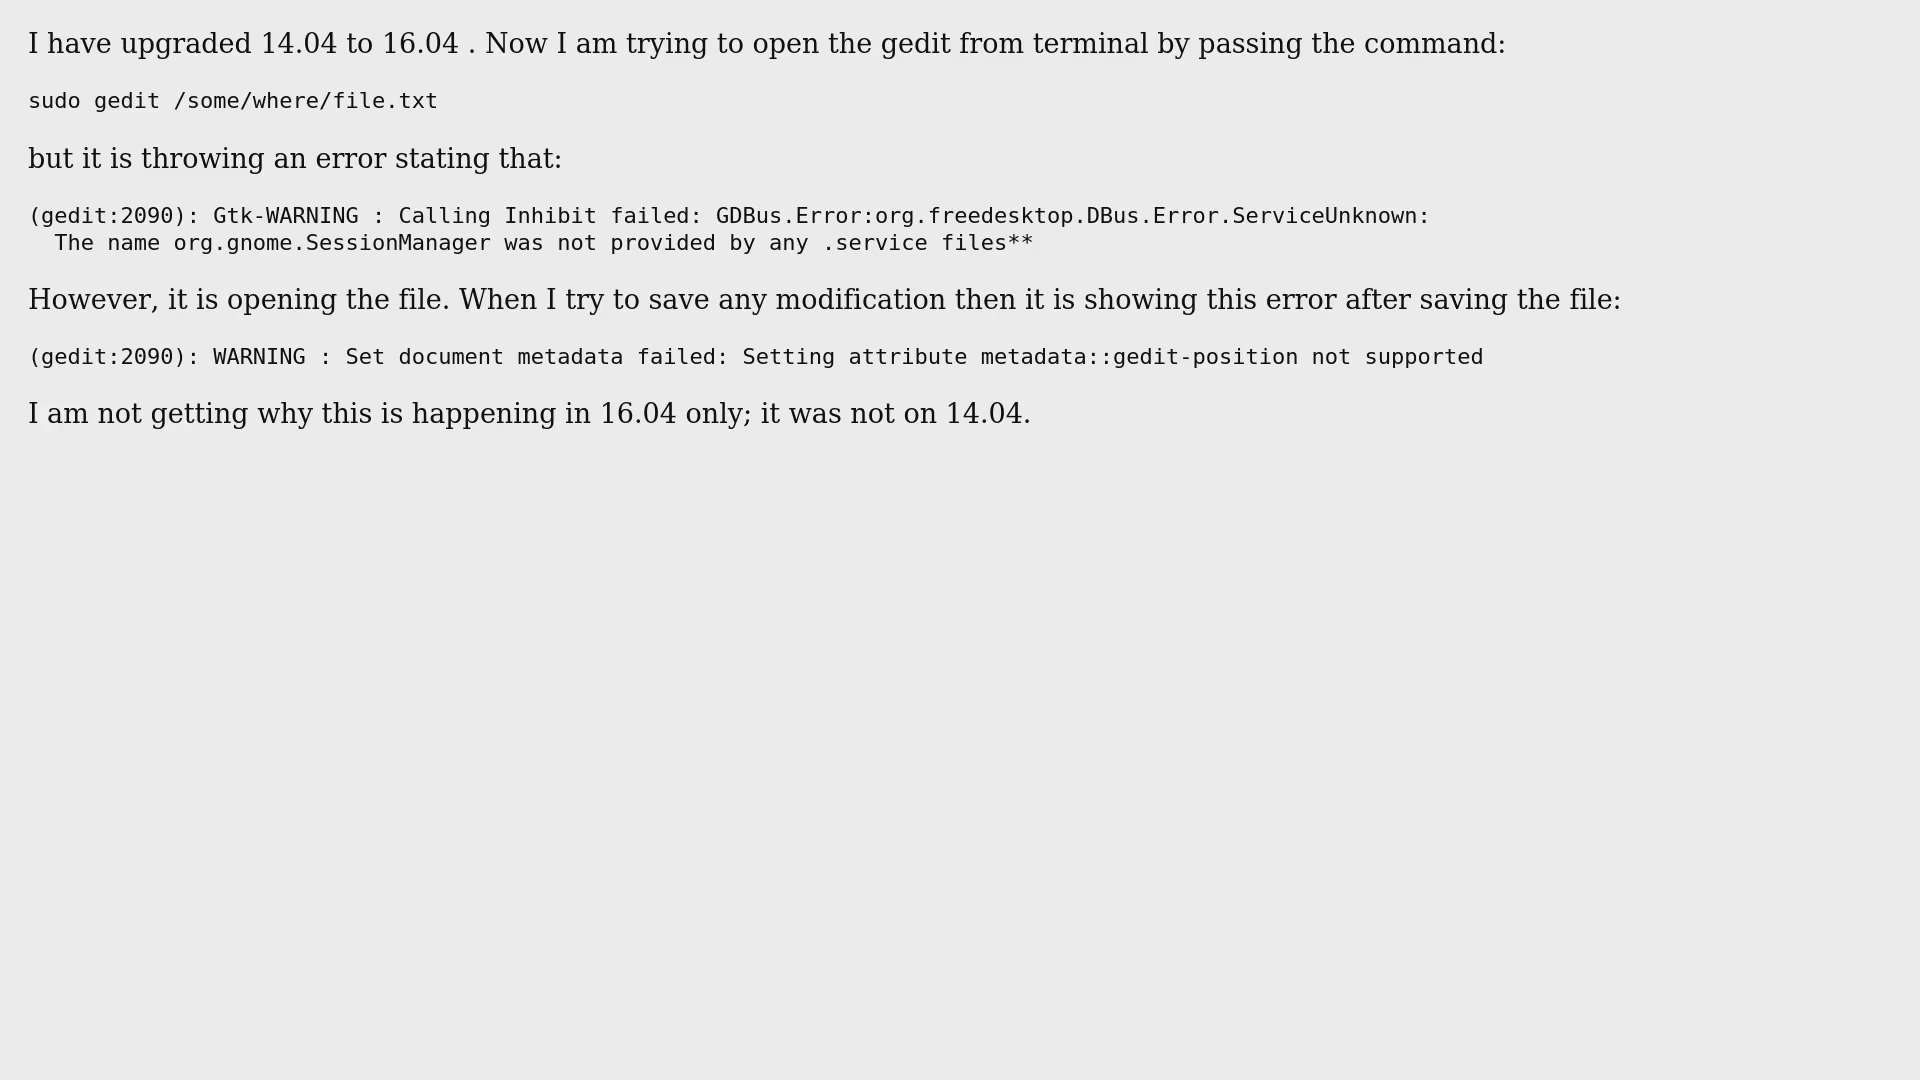 I have upgraded 14.04 to 16.04 . Now I am trying to open the gedit from terminal by passing the command:
sudo gedit /some/where/file.txt
but it is throwing an error stating that:
(gedit:2090): Gtk-WARNING : Calling Inhibit failed: GDBus.Error:org.freedesktop.DBus.Error.ServiceUnknown:
  The name org.gnome.SessionManager was not provided by any .service files**
However, it is opening the file. When I try to save any modification then it is showing this error after saving the file:
(gedit:2090): WARNING : Set document metadata failed: Setting attribute metadata::gedit-position not supported
I am not getting why this is happening in 16.04 only; it was not on 14.04.